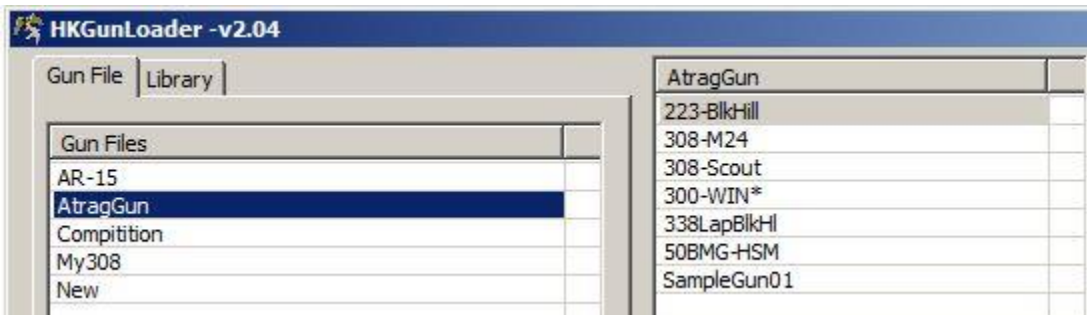 HKGunLoader -v2.04
Gun File
Library
Gun Files
AR-15
AtragGun
Compitition
My308
New
AtragGun
223-BlkHill
308-M24
308-Scout
300-WIN*
338LapBlkHl
50BMG-HSM
SampleGun01